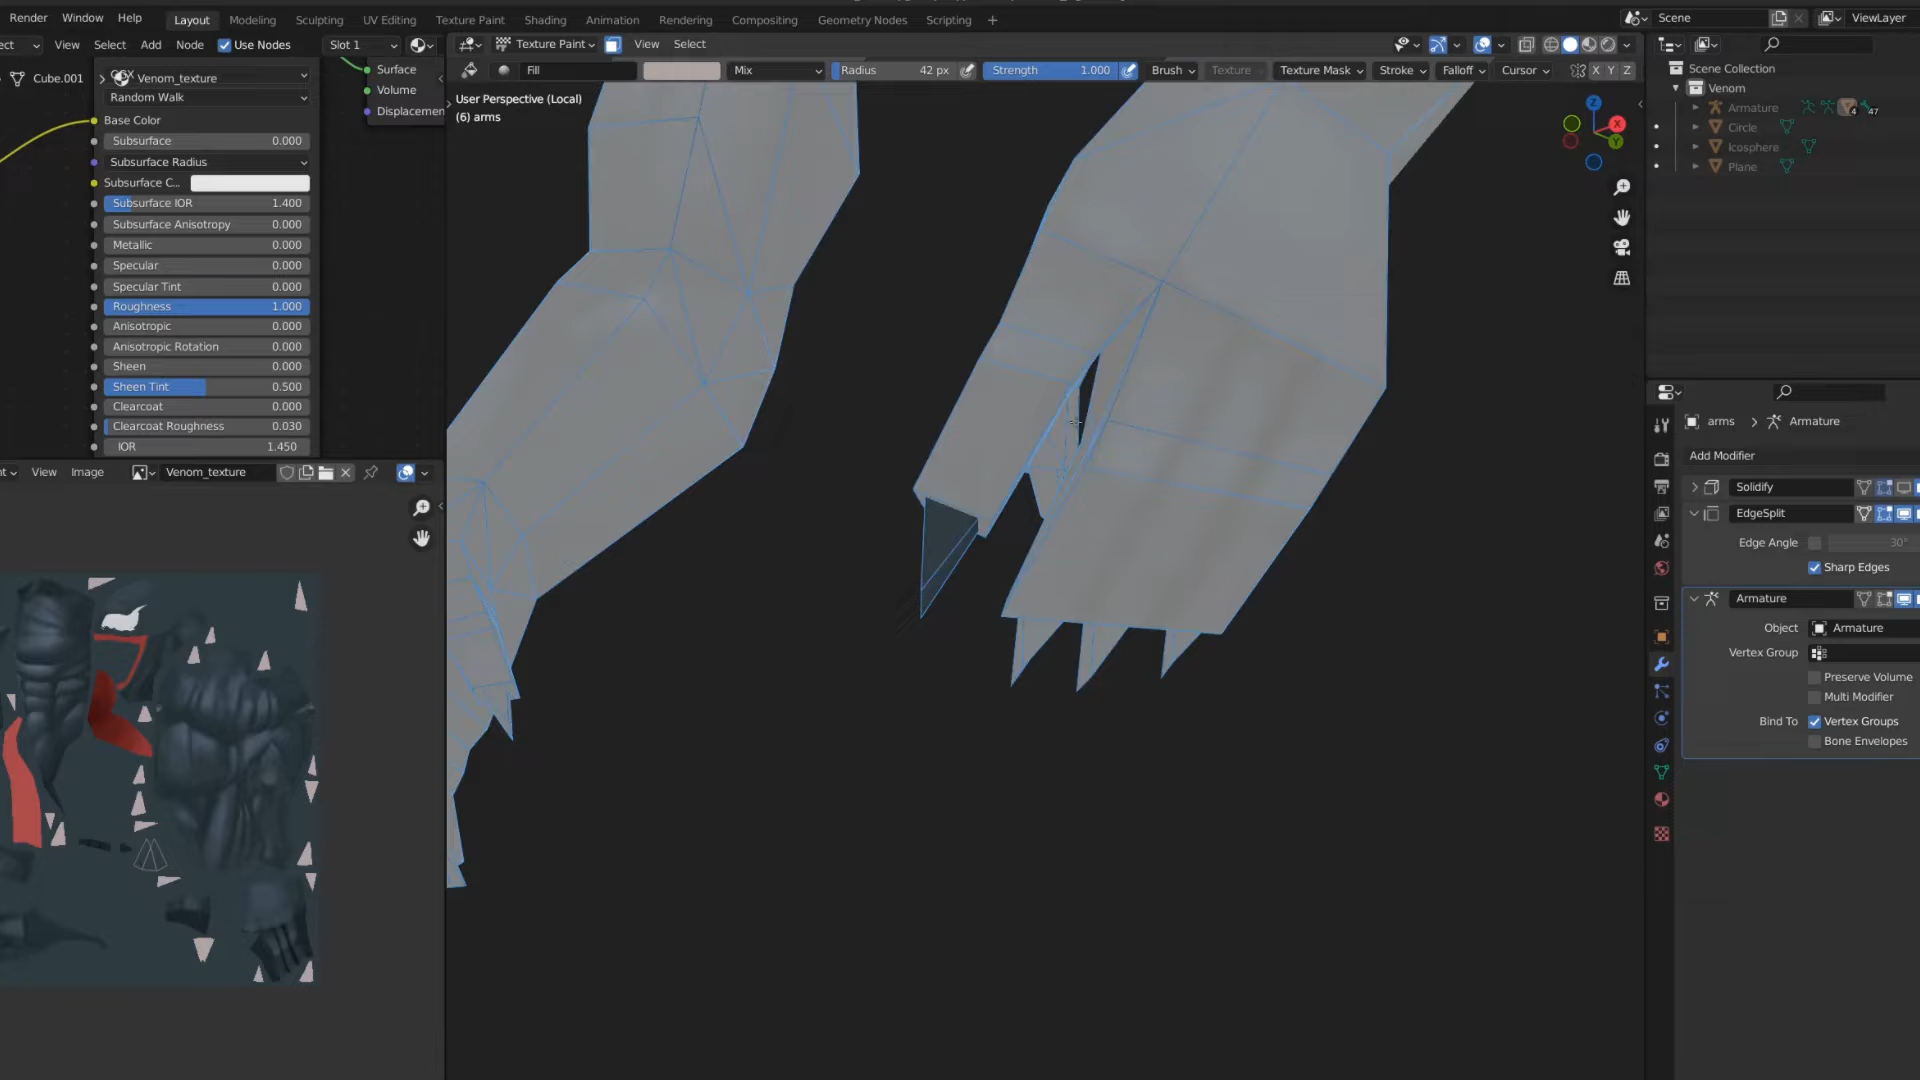 Render Window Help Layout Modeling Sculpting UV Editing Texture Paint Shading Animation Rendering Compositing Geometry Nodes Scripting + Scene ViewLayer
View Select Add Node Use Nodes Slot 1 Texture Paint View Select
Cube.001 Venom_texture Surface
Fill Mix Radius 42 px Strength 1.000 Brush Texture Texture Mask Stroke Falloff Cursor X Y Z
Random Walk Volume
User Perspective (Local)
(6) arms
Base Color Displacemen
Subsurface 0.000
Subsurface Radius
Subsurface C...
Subsurface IOR 1.400
Subsurface Anisotropy 0.000
Metallic 0.000
Specular 0.000
Specular Tint 0.000
Roughness 1.000
Anisotropic 0.000
Anisotropic Rotation 0.000
Sheen 0.000
Sheen Tint 0.500
Clearcoat 0.000
Clearcoat Roughness 0.030
IOR 1.450
View Image Venom_texture
Z X Y
Scene Collection
Venom
Armature 4 47
Circle
Icosphere
Plane
arms > Armature
Add Modifier
Solidify
EdgeSplit
Edge Angle 30°
Sharp Edges
Armature
Object Armature
Vertex Group
Preserve Volume
Multi Modifier
Bind To Vertex Groups
Bone Envelopes